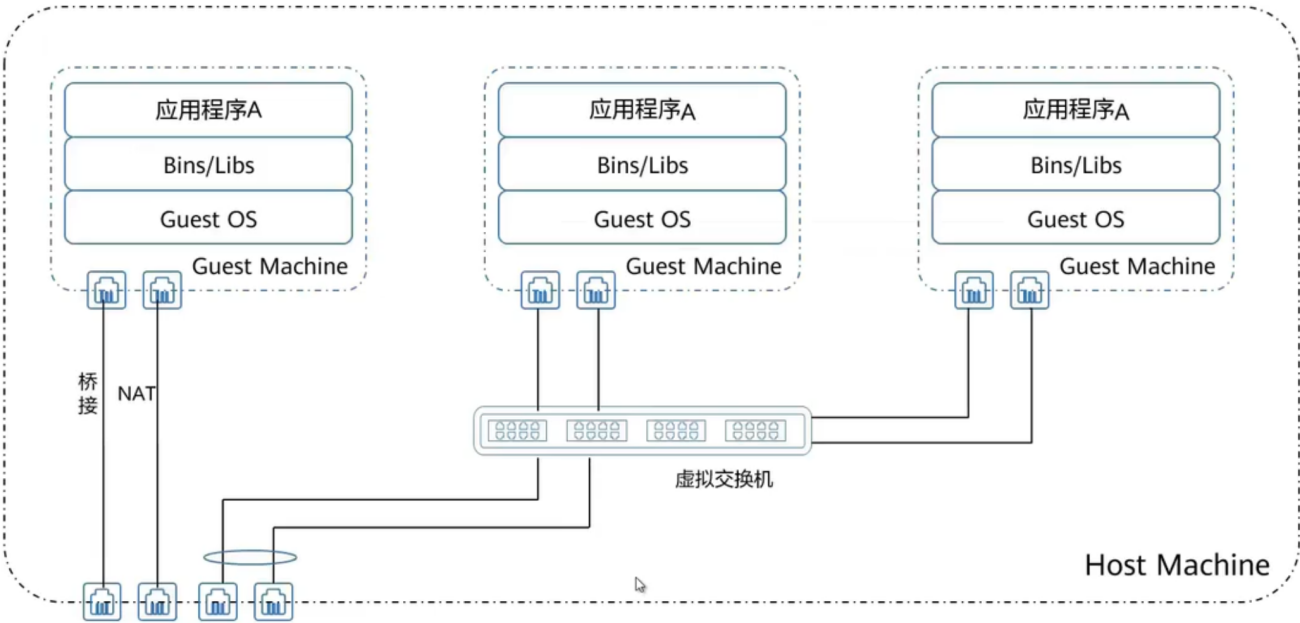 应用程序A
Bins/Libs
Guest OS
Guest Machine
应用程序A
Bins/Libs
Guest OS
Guest Machine
应用程序A
Bins/Libs
Guest OS
Guest Machine
桥
接
NAT
虚拟交换机
Host Machine